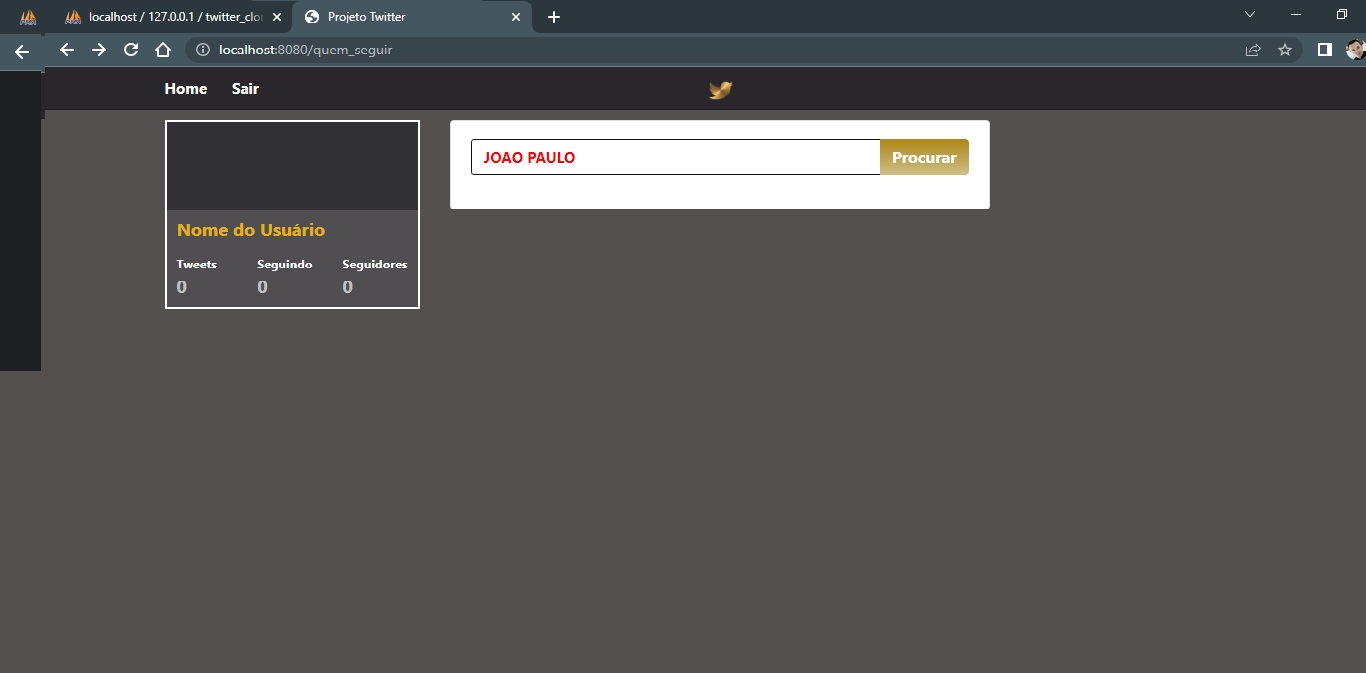 localhost / 127.0.0.1 / twitter_clo
Projeto Twitter
localhost:8080/quem_seguir
Home Sair
JOAO PAULO Procurar
Nome do Usuário
Tweets Seguindo Seguidores
0 0 0